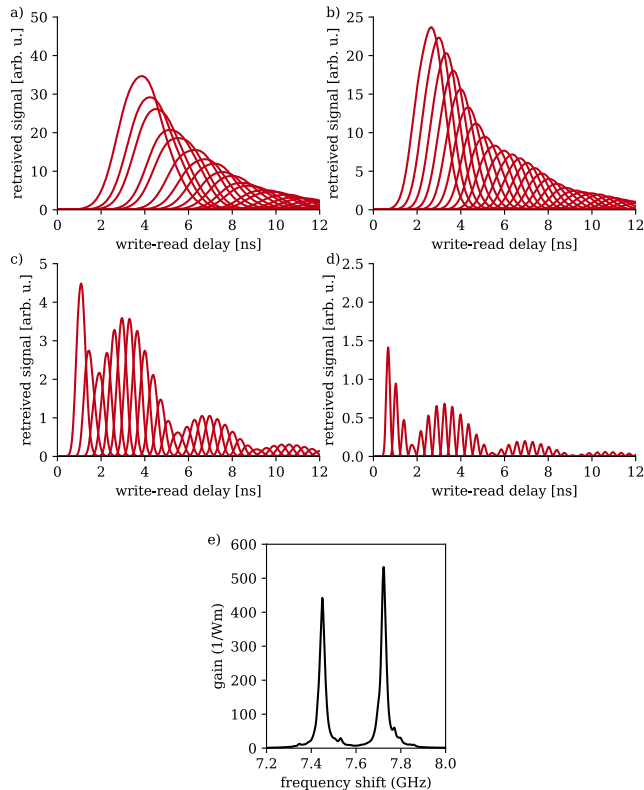 a)
50
40
30
20
10
0
retreived signal [arb. u.]
0 2 4 6 8 10 12
write-read delay [ns]
b)
25
20
15
10
5
0
retreived signal [arb. u.]
0 2 4 6 8 10 12
write-read delay [ns]
c)
5
4
3
2
1
0
retreived signal [arb. u.]
0 2 4 6 8 10 12
write-read delay [ns]
d)
2.5
2.0
1.5
1.0
0.5
0.0
retreived signal [arb. u.]
0 2 4 6 8 10 12
write-read delay [ns]
e)
600
500
400
300
200
100
0
gain (1/Wm)
7.2 7.4 7.6 7.8 8.0
frequency shift (GHz)